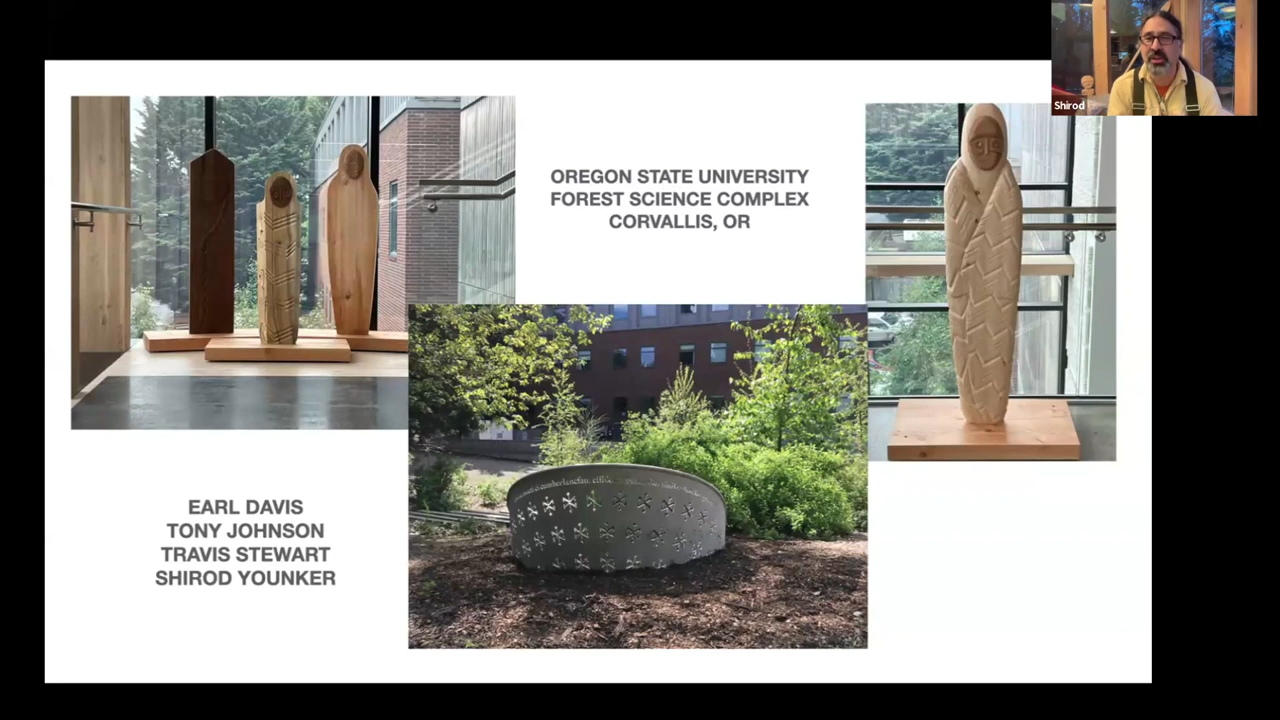 Shirod
OREGON STATE UNIVERSITY
FOREST SCIENCE COMPLEX
CORVALLIS, OR
EARL DAVIS
TONY JOHNSON
TRAVIS STEWART
SHIROD YOUNKER